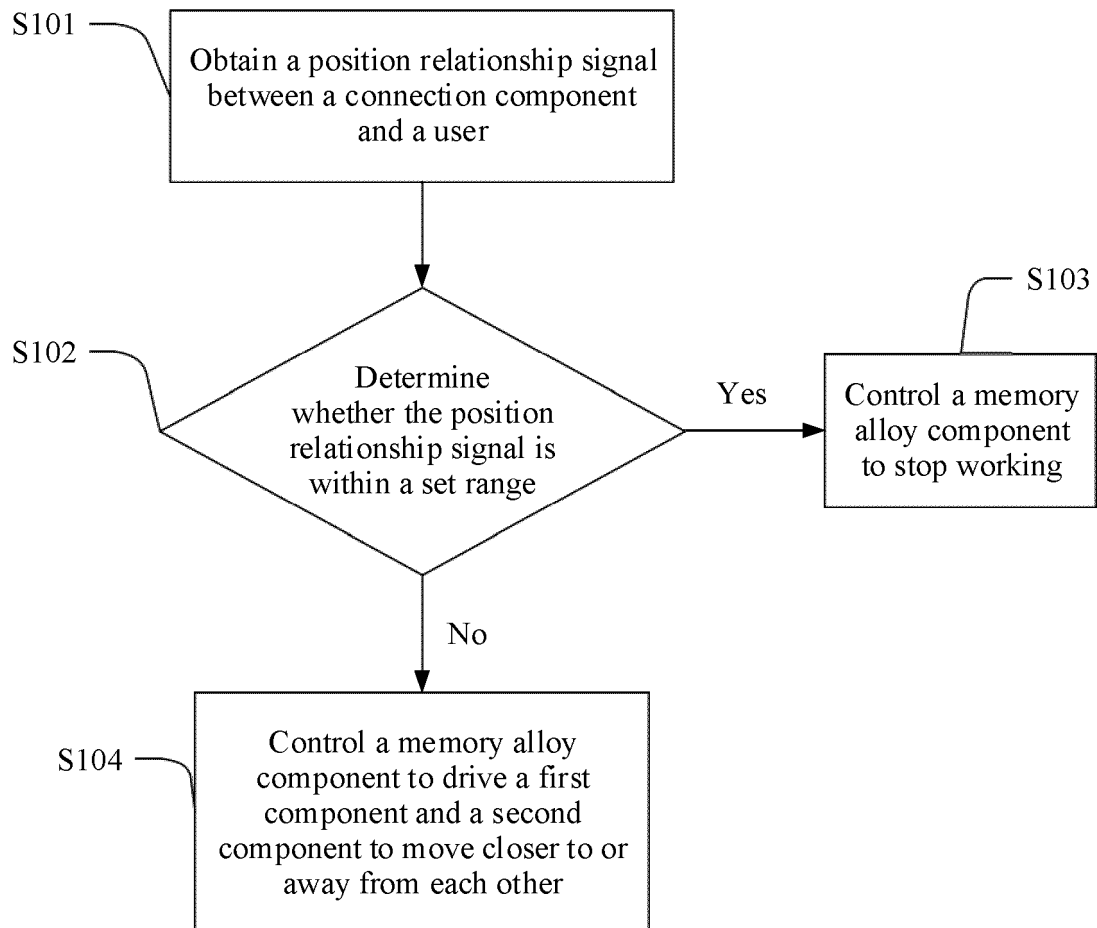 S101
Obtain a position relationship signal
between a connection component
and a user
S102
Determine
whether the position
relationship signal is
within a set range
Yes
S103
Control a memory
alloy component
to stop working
No
S104
Control a memory alloy
component to drive a first
component and a second
component to move closer to or
away from each other